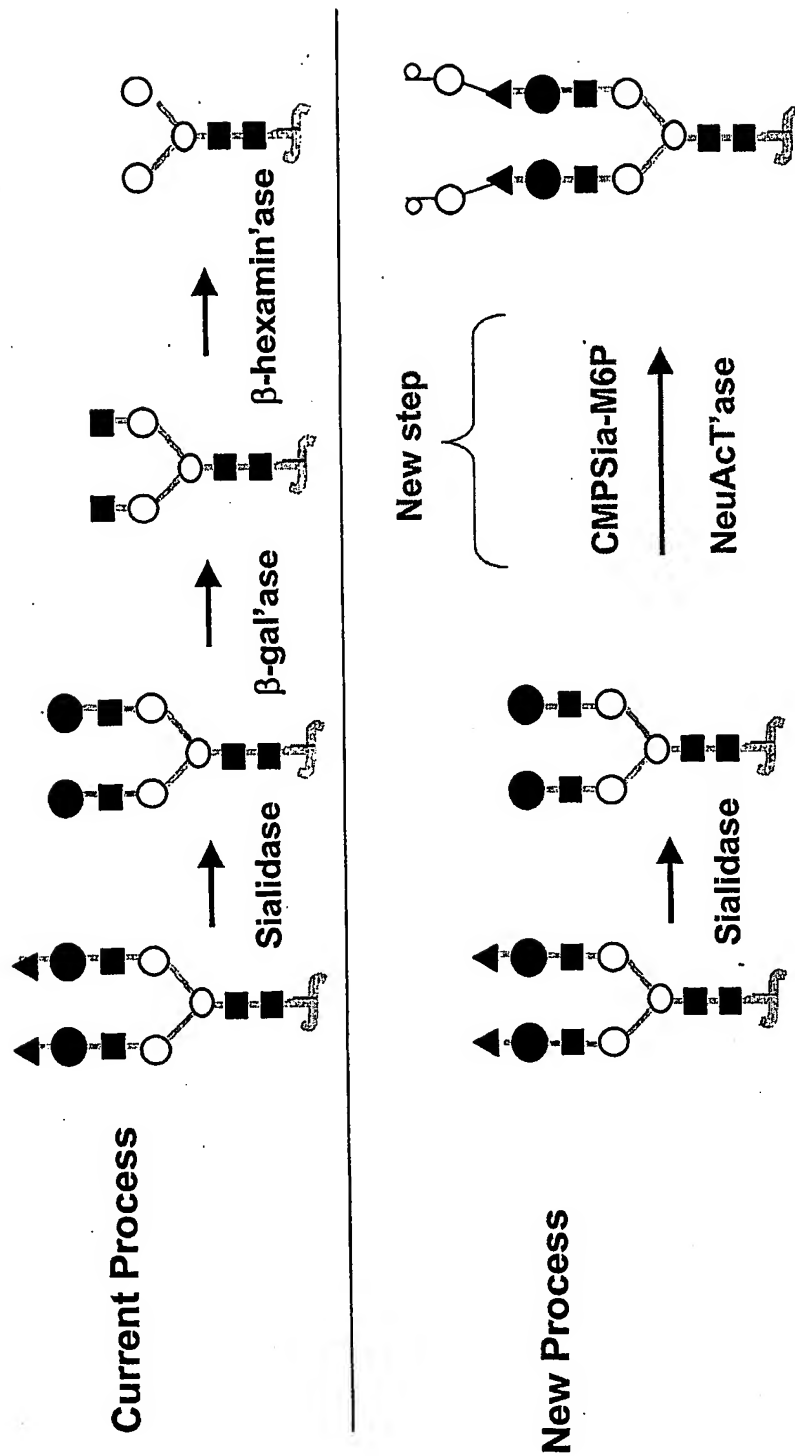 Current Process
Sialidase
β-gal'ase
β-hexamin'ase
New Process
Sialidase
New step
CMPSia-M6P
NeuAcT'ase